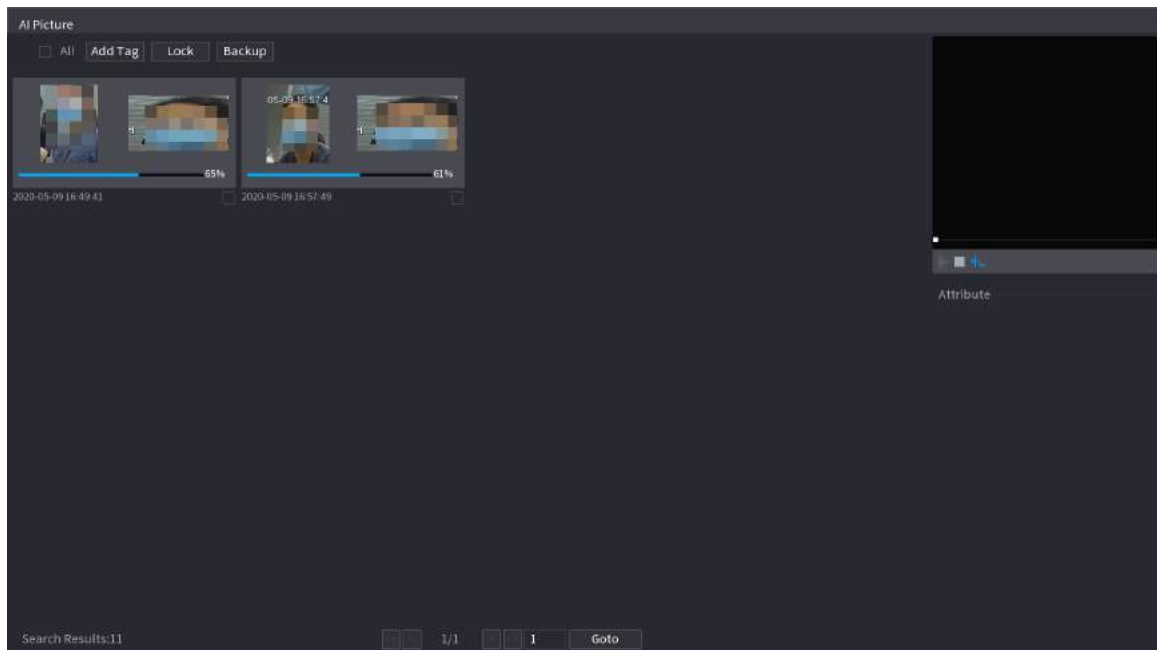 AI Picture
All Add Tag Lock Backup
05-09 16:57:4
65% 61%
2020-05-09 16:49:41 2020-05-09 16:57:49
Attribute
Search Results:11 1/1 1 Goto